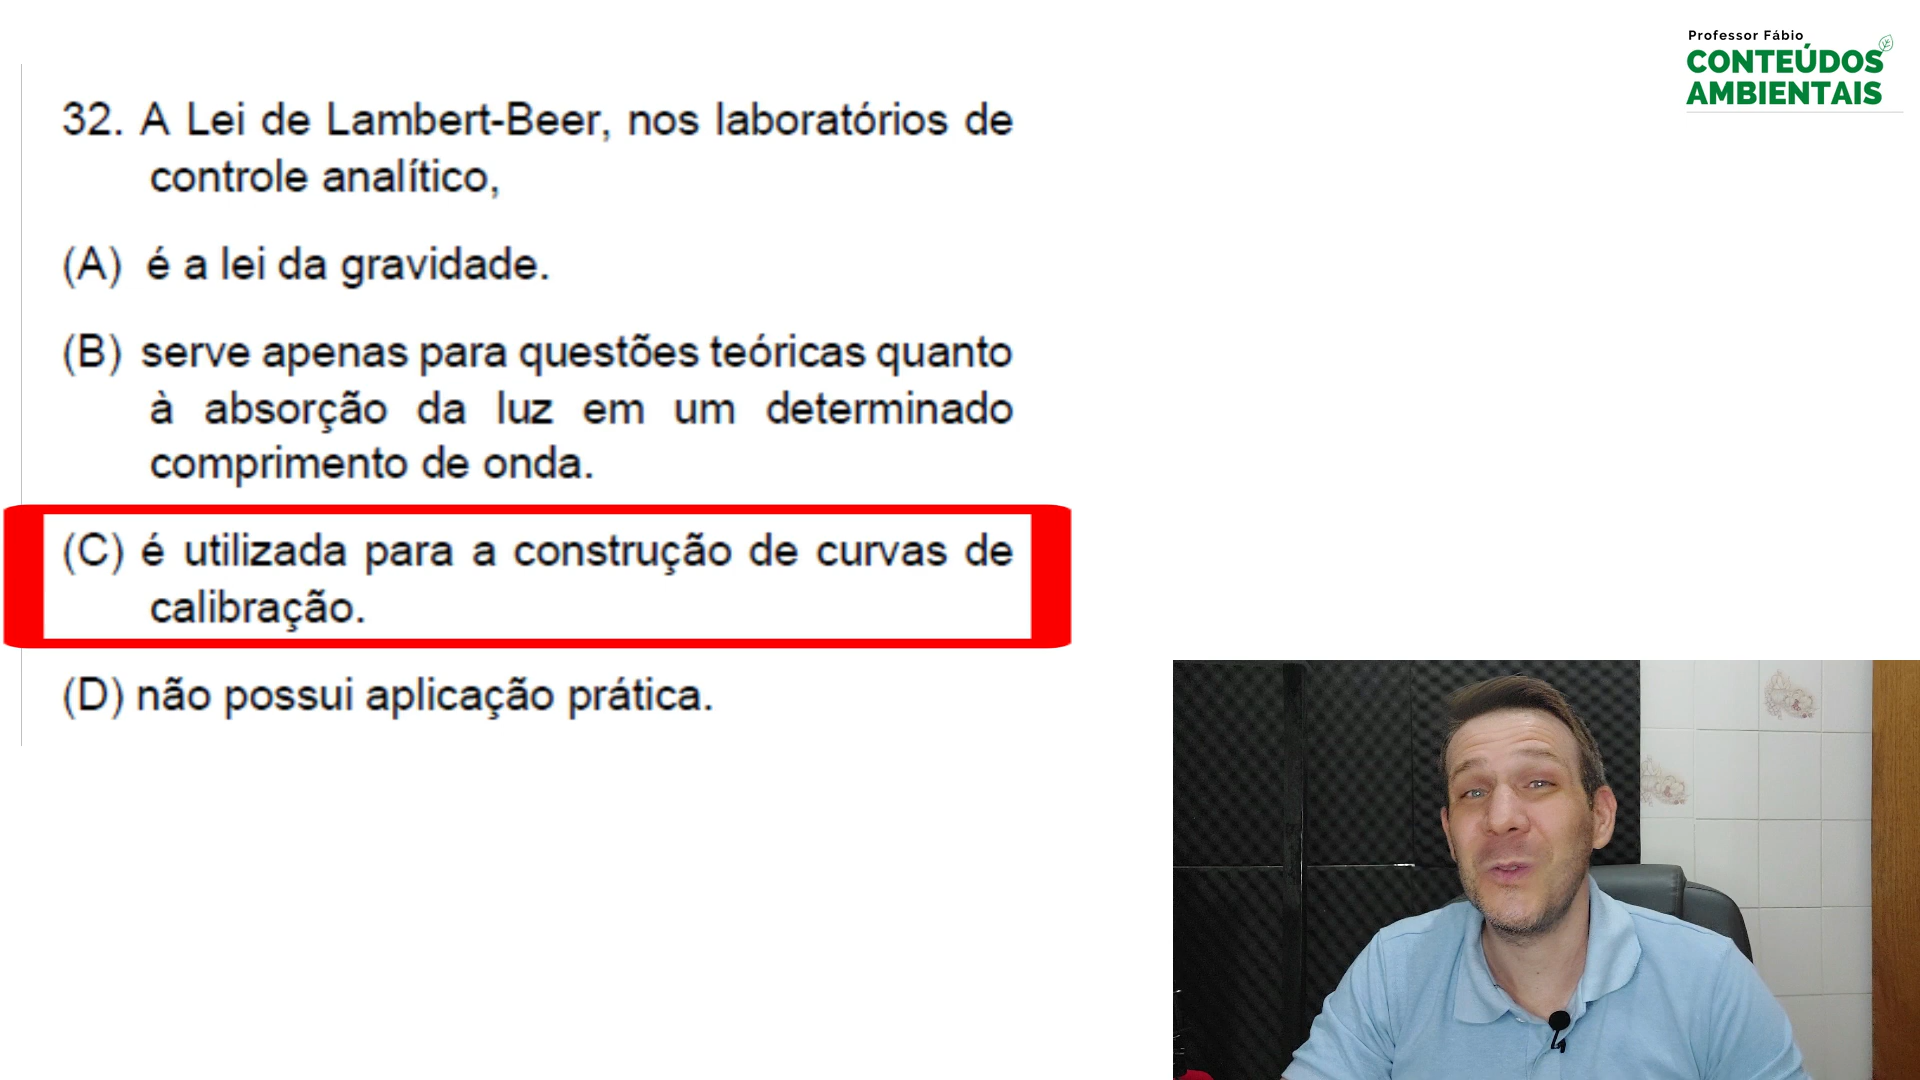 Professor Fábio
CONTEÚDOS
AMBIENTAIS
32. A Lei de Lambert-Beer, nos laboratórios de
controle analítico,
(A) é a lei da gravidade.
(B) serve apenas para questões teóricas quanto
à absorção da luz em um determinado
comprimento de onda.
(C) é utilizada para a construção de curvas de
calibração.
(D) não possui aplicação prática.